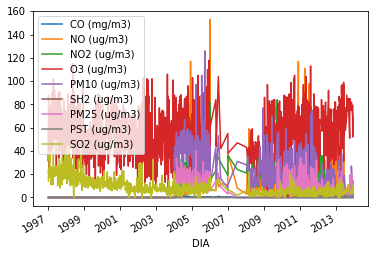 160
140
120
100
80
60
40
20
0
CO (mg/m3)
NO (ug/m3)
NO2 (ug/m3)
O3 (ug/m3)
PM10 (ug/m3)
SH2 (ug/m3)
PM25 (ug/m3)
PST (ug/m3)
SO2 (ug/m3)
1997 1999 2001 2003 2005 2007 2009 2011 2013
DIA